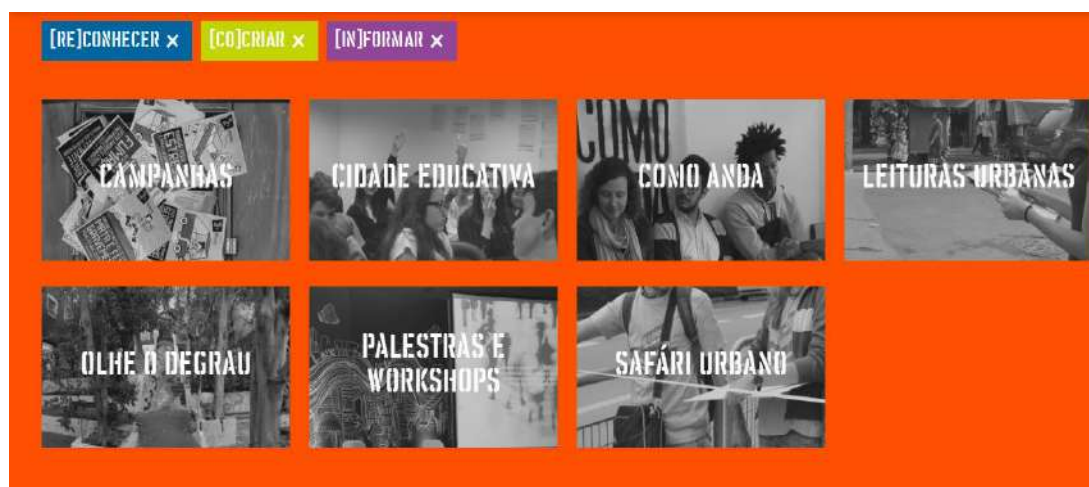 [RE]CONHECER ×
[CO]CRIAR ×
[IN]FORMAR ×
CAMPANHAS
CIDADE EDUCATIVA
COMO
COMO ANDA
LEITURAS URBANAS
OLHE O DEGRAU
PALESTRAS E
WORKSHOPS
SAFÁRI URBANO